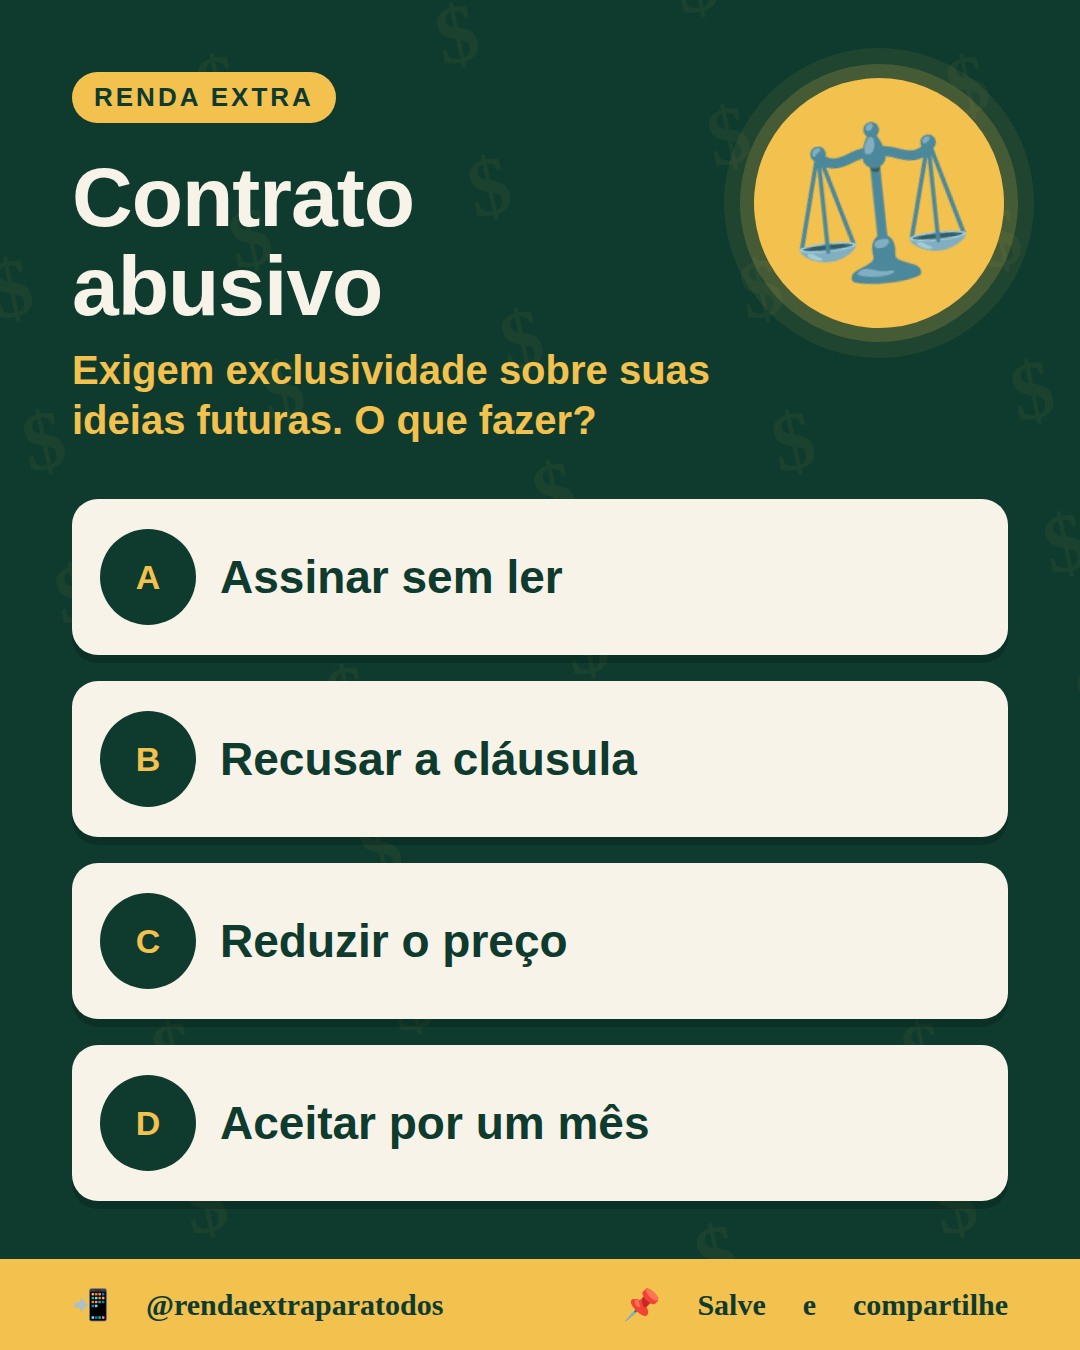 RENDA EXTRA
Contrato
abusivo
Exigem exclusividade sobre suas
ideias futuras. O que fazer?
A Assinar sem ler
B Recusar a cláusula
C Reduzir o preço
D Aceitar por um mês
@rendaextraparatodos Salve e compartilhe